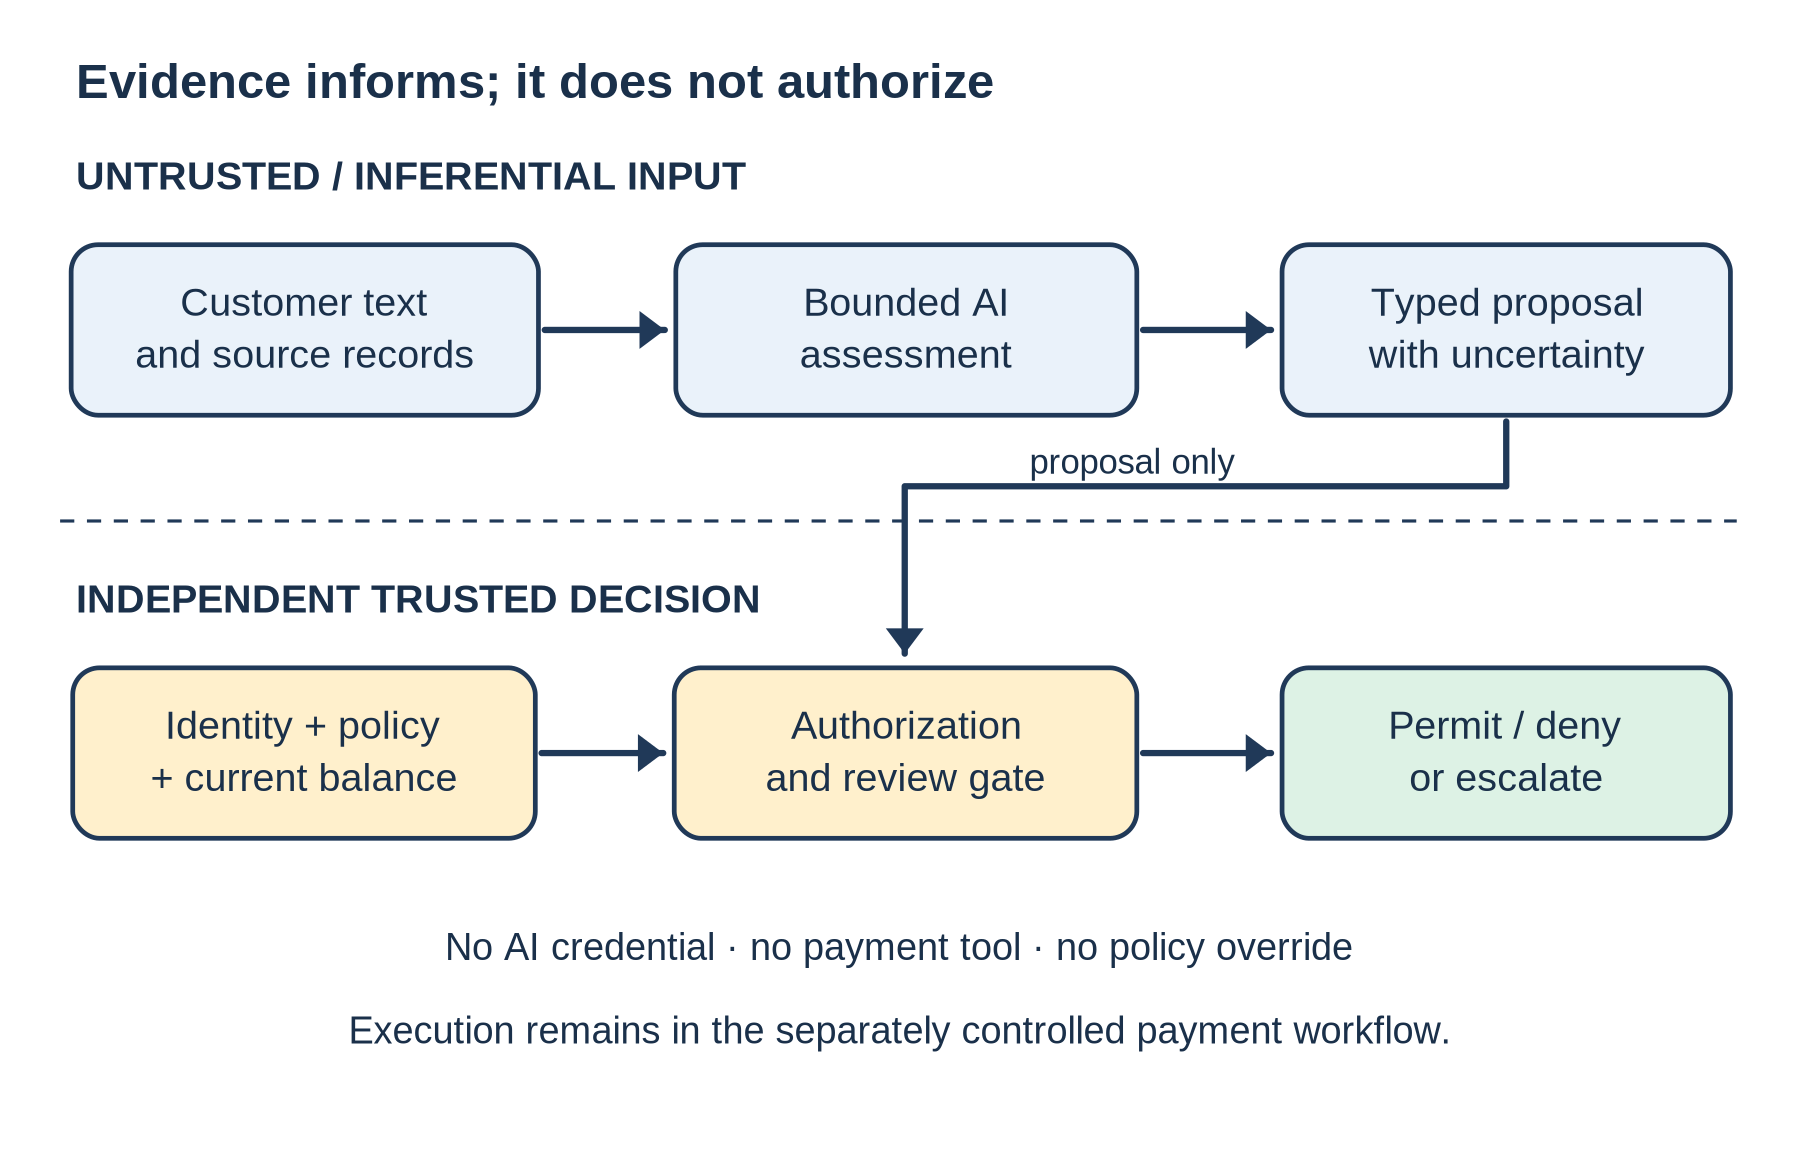 Evidence informs; it does not authorize
UNTRUSTED / INFERENTIAL INPUT
Customer text
and source records
Bounded AI
assessment
Typed proposal
with uncertainty
proposal only
INDEPENDENT TRUSTED DECISION
Identity + policy
+ current balance
Authorization
and review gate
Permit / deny
or escalate
No AI credential · no payment tool · no policy override
Execution remains in the separately controlled payment workflow.